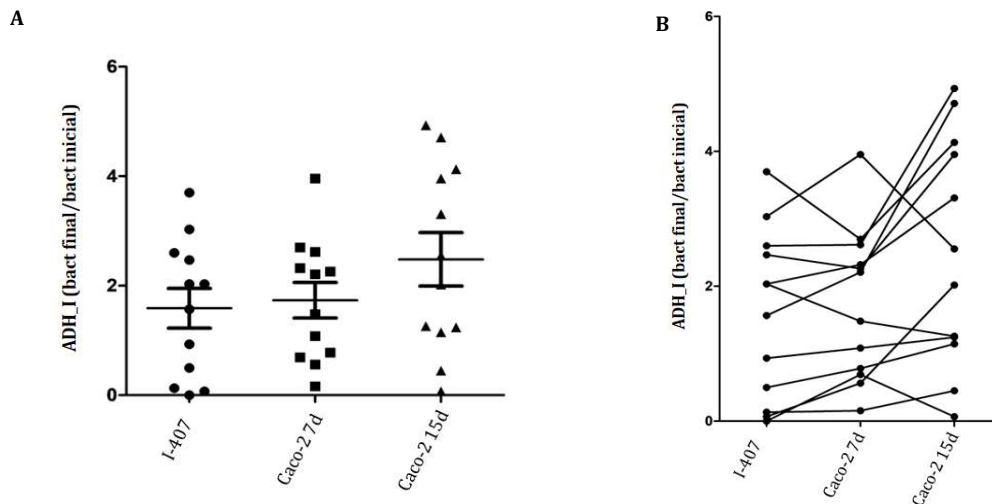 A
ADH_I (bact final/bact inicial)
6
4
2
0
I-407
Caco-2 7d
Caco-2 15d
B
ADH_I (bact final/bact inicial)
6
4
2
0
I-407
Caco-2 7d
Caco-2 15d